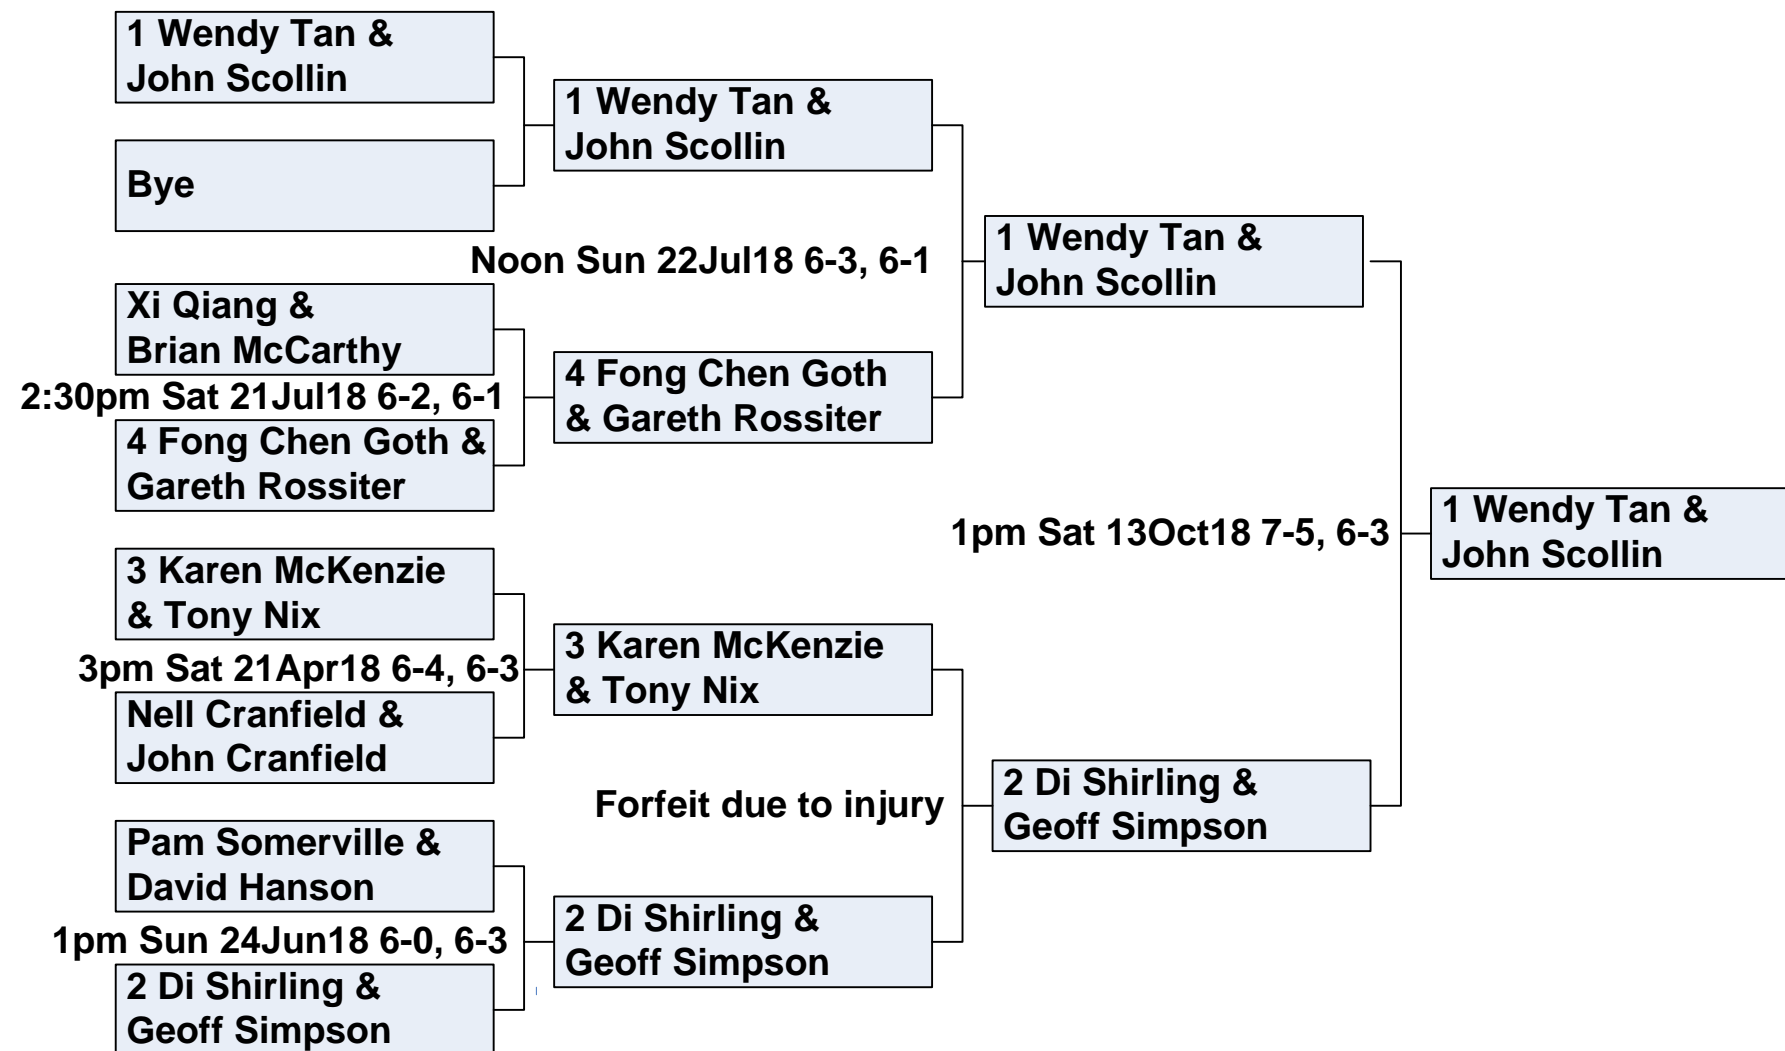 1 Wendy Tan &
John Scollin
Bye
Xi Qiang &
Brian McCarthy
2:30pm Sat 21Jul18 6-2, 6-1
4 Fong Chen Goth &
Gareth Rossiter
3 Karen McKenzie
& Tony Nix
3pm Sat 21Apr18 6-4, 6-3
Nell Cranfield &
John Cranfield
Pam Somerville &
David Hanson
1pm Sun 24Jun18 6-0, 6-3
2 Di Shirling &
Geoff Simpson
1 Wendy Tan &
John Scollin
Noon Sun 22Jul18 6-3, 6-1
4 Fong Chen Goth
& Gareth Rossiter
3 Karen McKenzie
& Tony Nix
Forfeit due to injury
2 Di Shirling &
Geoff Simpson
1 Wendy Tan &
John Scollin
1pm Sat 13Oct18 7-5, 6-3
2 Di Shirling &
Geoff Simpson
1 Wendy Tan &
John Scollin